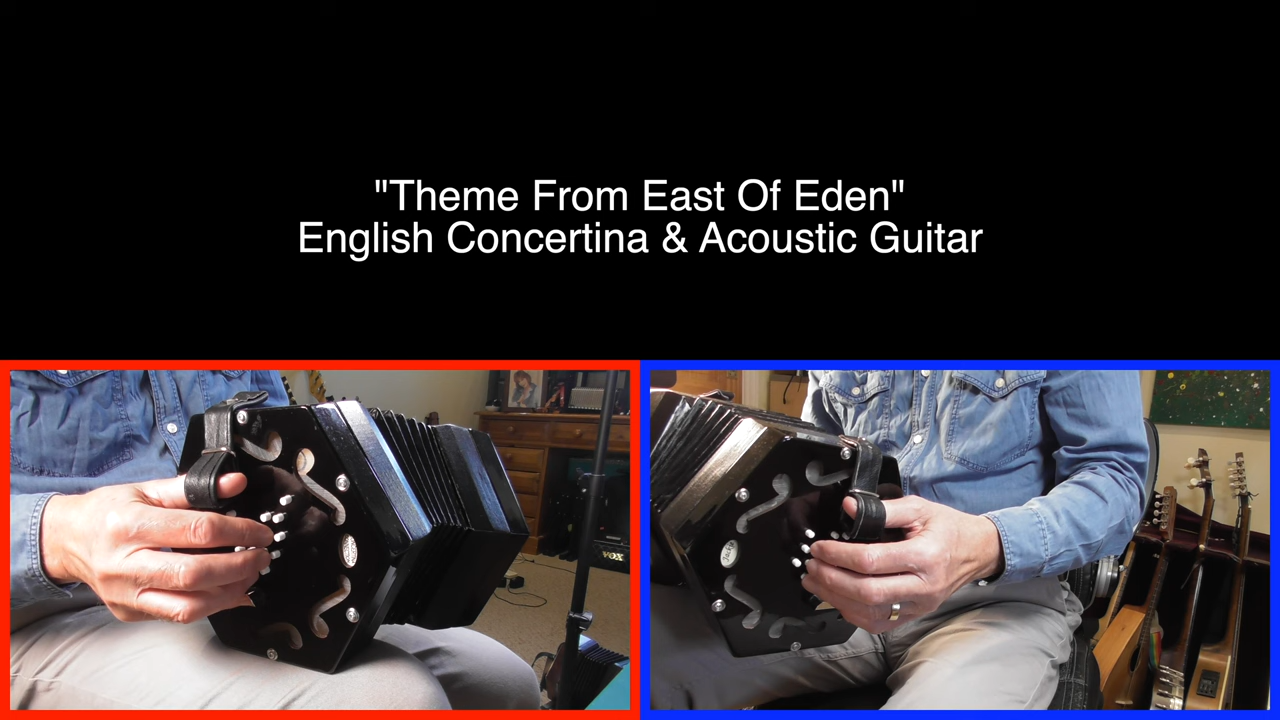 "Theme From East Of Eden"
English Concertina & Acoustic Guitar
VOX